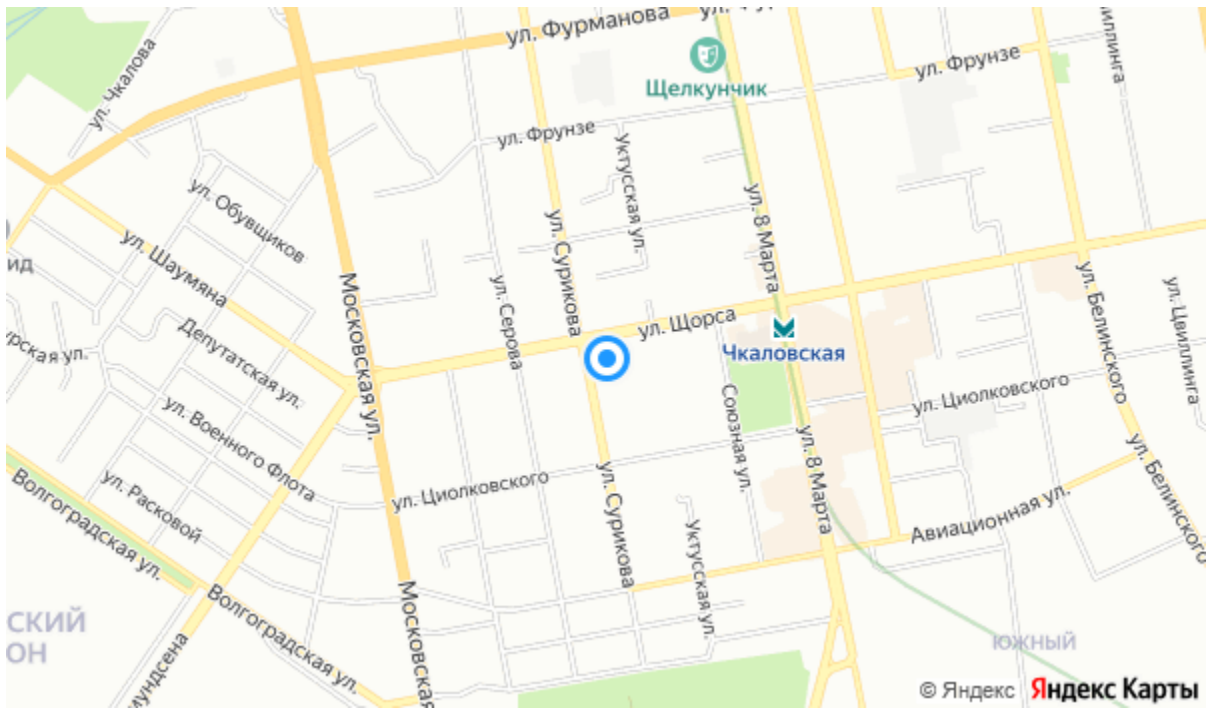 ул. Фурманова
ул. Чкалова
Щелкунчик
ул. Фрунзе
ул. Фрунзе
Уктусская ул.
ул. Обувщиков
ул. Сурикова
ул. 8 Марта
ул. Шаумяна
Московская ул.
ул. Серова
ул. Щорса
Чкаловская
ул. Белинского
ул. Цвиллинга
Депутатская ул.
ул. Военного Флота
ул. Циолковского
Союзная ул.
ул. Циолковского
ул. 8 Марта
ул. Белинского
ул. Расковой
Волгоградская ул.
ул. Сурикова
Уктусская ул.
Авиационная ул.
Волгоградская ул.
Московская
СКИЙ
ОН
мундсена
ЮЖНЫЙ
© Яндекс Яндекс Карты